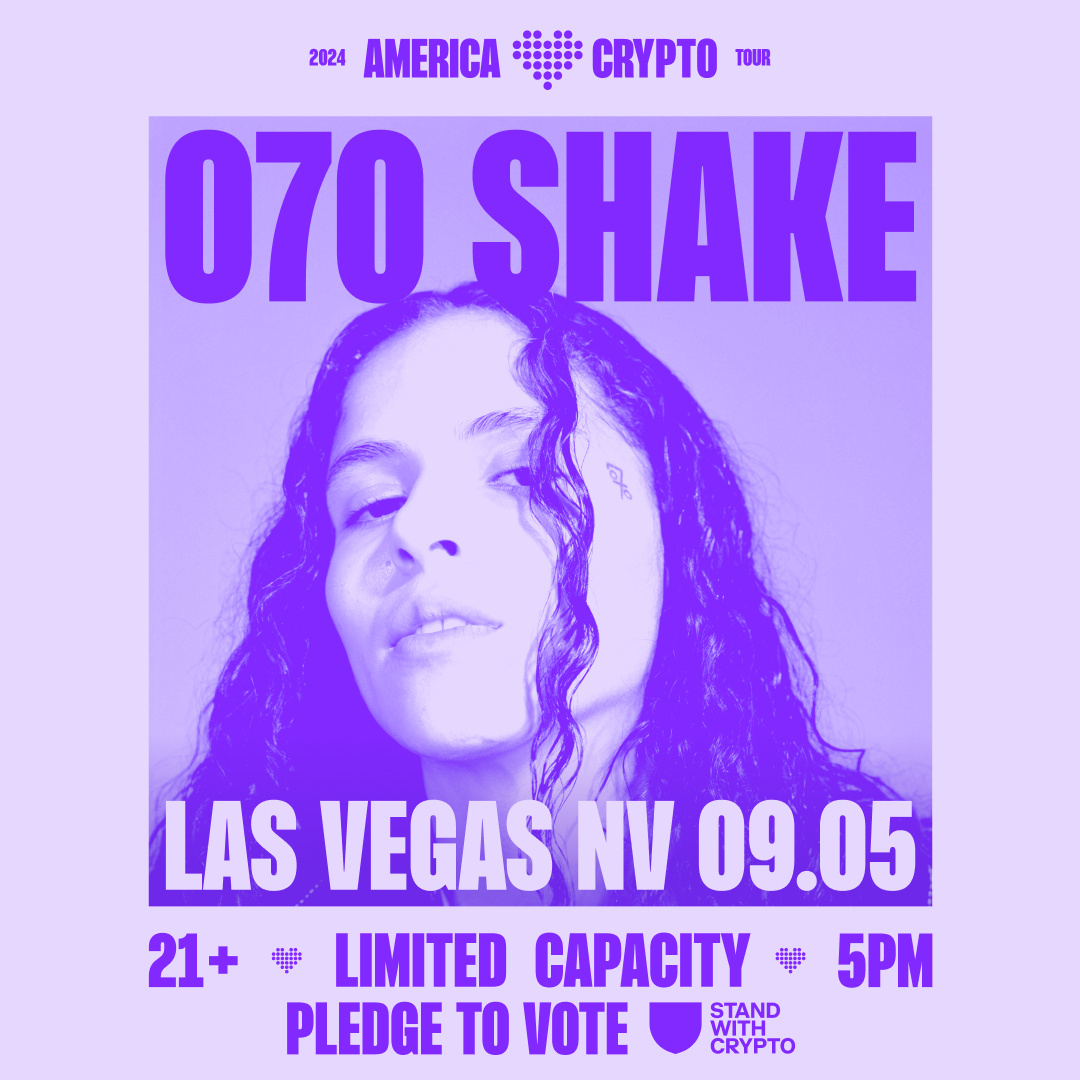 2024 AMERICA CRYPTO TOUR
070 SHAKE
LAS VEGAS NV 09.05
21+ LIMITED CAPACITY 5PM
PLEDGE TO VOTE
STAND
WITH
CRYPTO